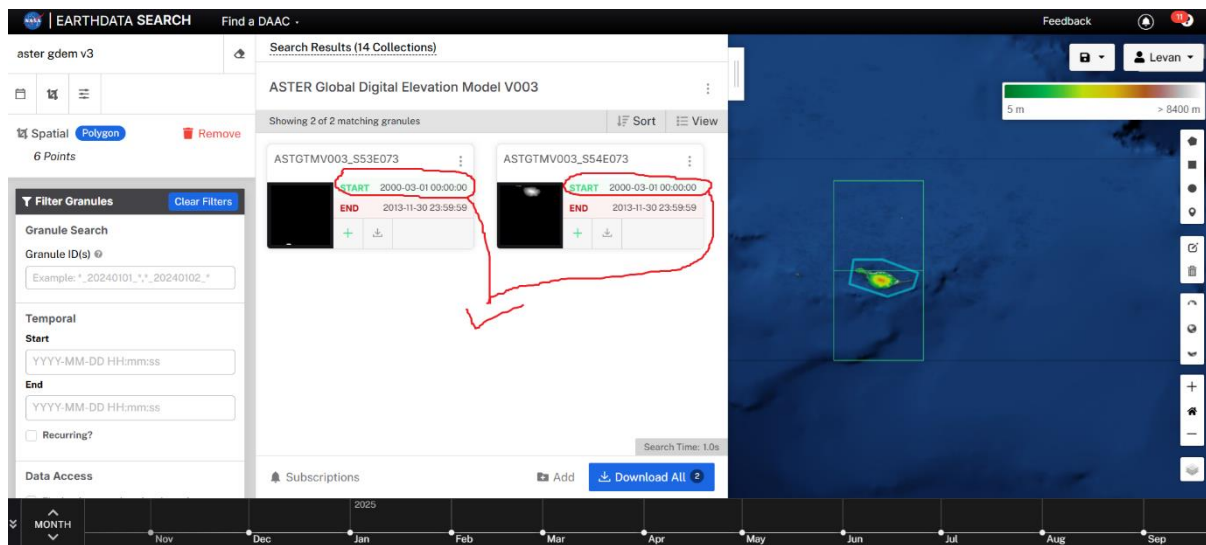 EARTHDATA SEARCH Find a DAAC Feedback 11
aster gdem v3
Search Results (14 Collections)
Levan
ASTER Global Digital Elevation Model V003
5 m > 8400 m
Showing 2 of 2 matching granules Sort View
Spatial Polygon Remove
6 Points
ASTGTMV003_S53E073 ASTGTMV003_S54E073
START 2000-03-01 00:00:00 START 2000-03-01 00:00:00
END 2013-11-30 23:59:59 END 2013-11-30 23:59:59
Filter Granules Clear Filters
Granule Search
Granule ID(s)
Example: *_20240101_*,*_20240102_*
Temporal
Start
YYYY-MM-DD HH:mm:ss
End
YYYY-MM-DD HH:mm:ss
Recurring?
Search Time: 1.0s
Data Access
Subscriptions Add Download All 2
2025
MONTH
Nov Dec Jan Feb Mar Apr May Jun Jul Aug Sep